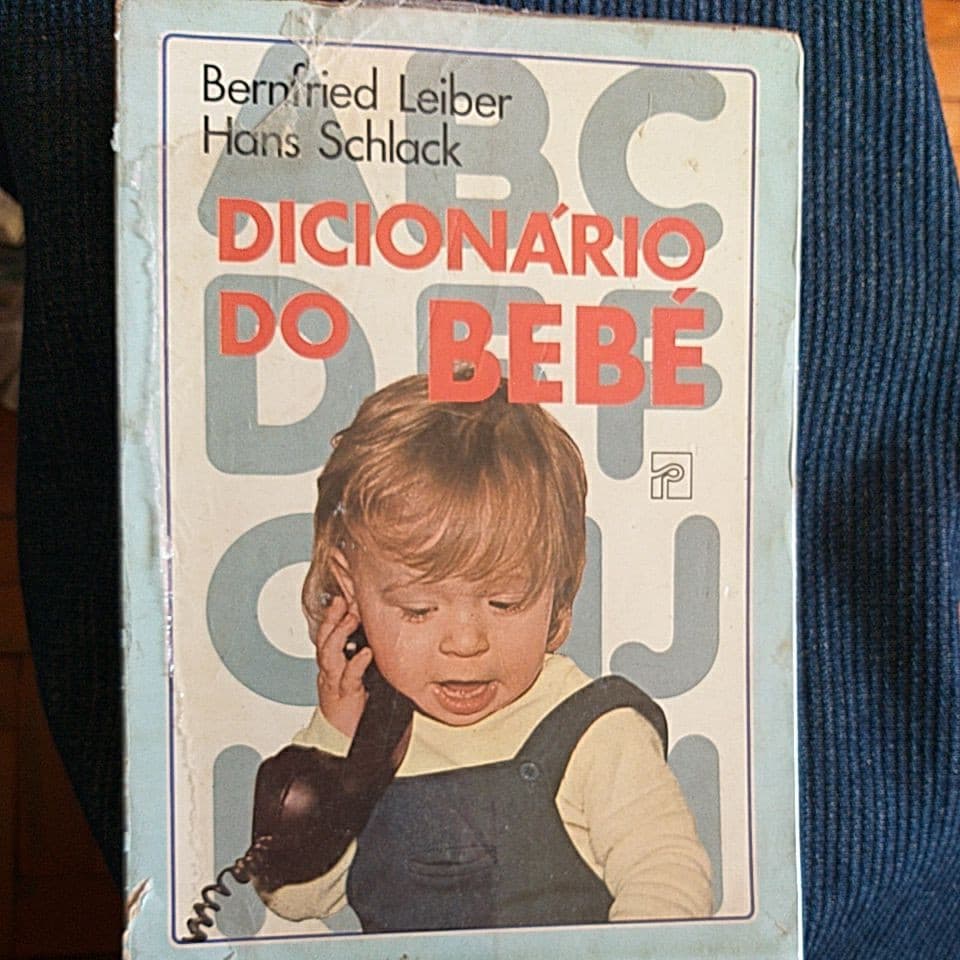 Bernfried Leiber
Hans Schlack
DICIONÁRIO
DO BEBÉ
A B C
D E F
G H I J